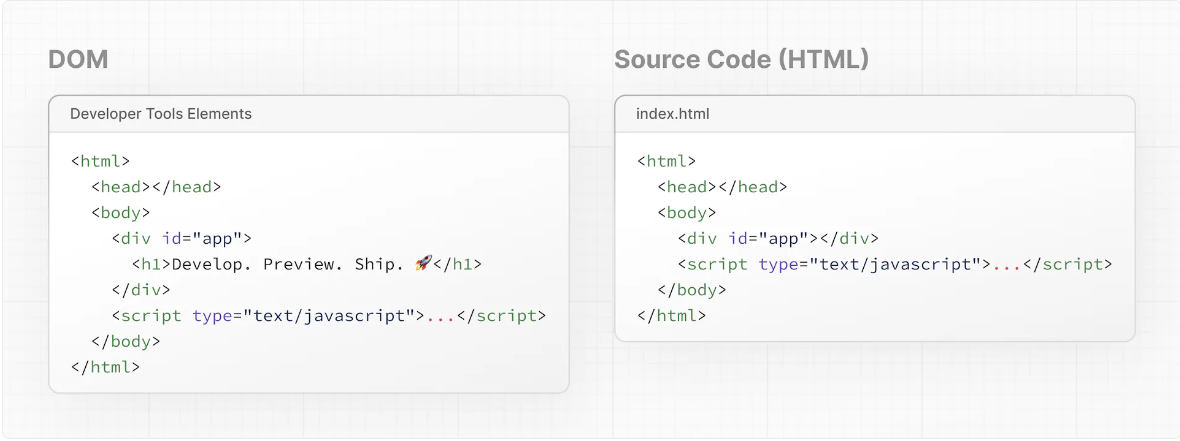 DOM
Developer Tools Elements
<html>
  <head></head>
  <body>
    <div id="app">
      <h1>Develop. Preview. Ship. 🚀</h1>
    </div>
    <script type="text/javascript">...</script>
  </body>
</html>
Source Code (HTML)
index.html
<html>
  <head></head>
  <body>
    <div id="app"></div>
    <script type="text/javascript">...</script>
  </body>
</html>